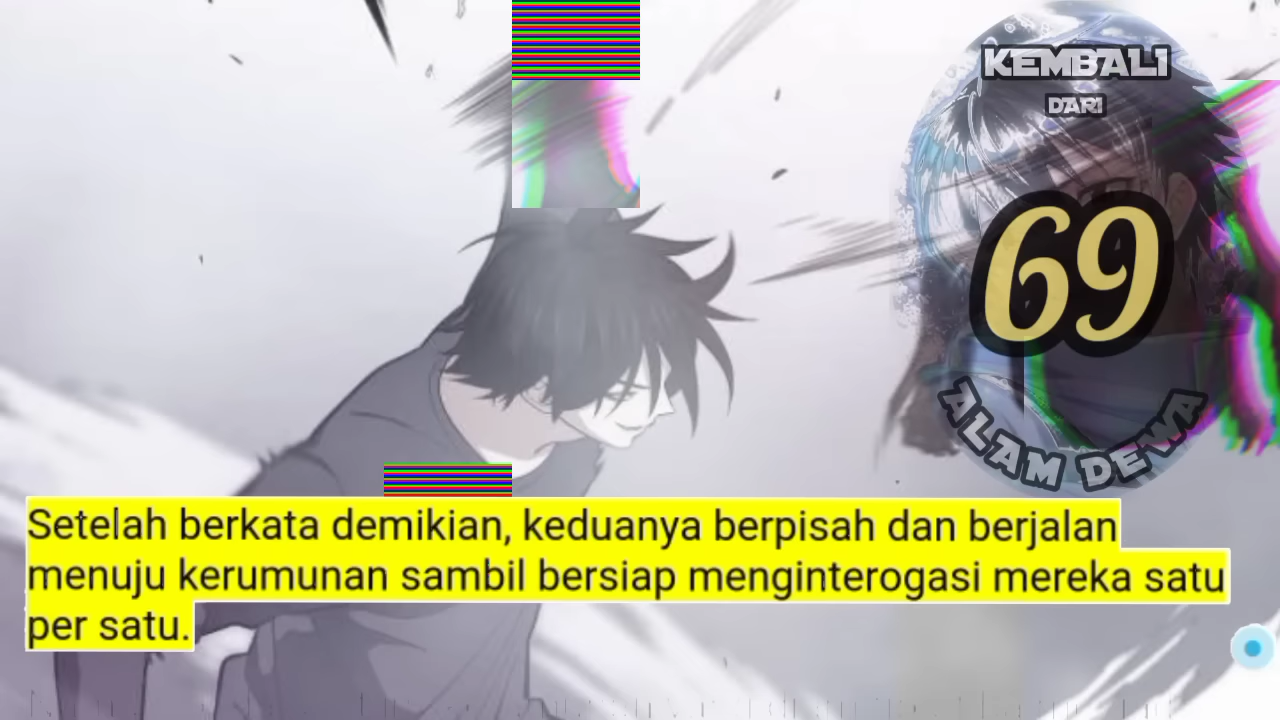 KEMBALI
DARI
69
ALAM DEWA
Setelah berkata demikian, keduanya berpisah dan berjalan
menuju kerumunan sambil bersiap menginterogasi mereka satu
per satu.